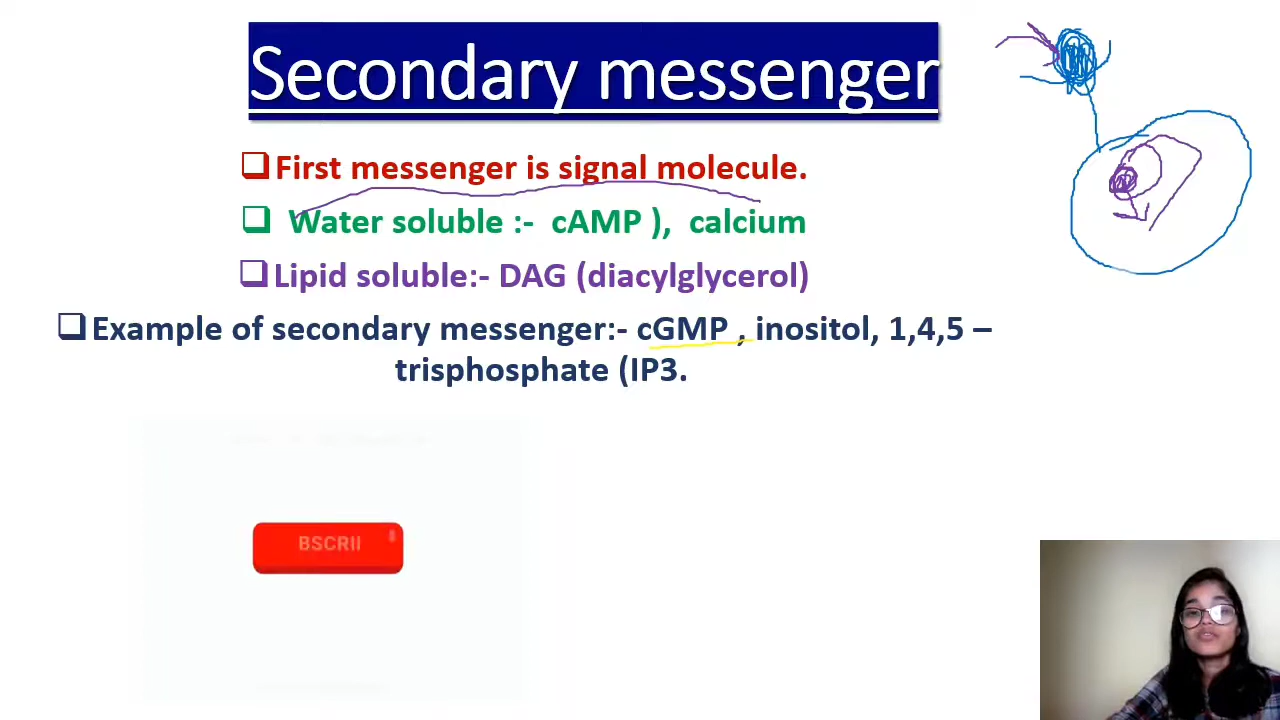 Secondary messenger
First messenger is signal molecule.
Water soluble :- cAMP ), calcium
Lipid soluble:- DAG (diacylglycerol)
Example of secondary messenger:- cGMP , inositol, 1,4,5 –
trisphosphate (IP3.